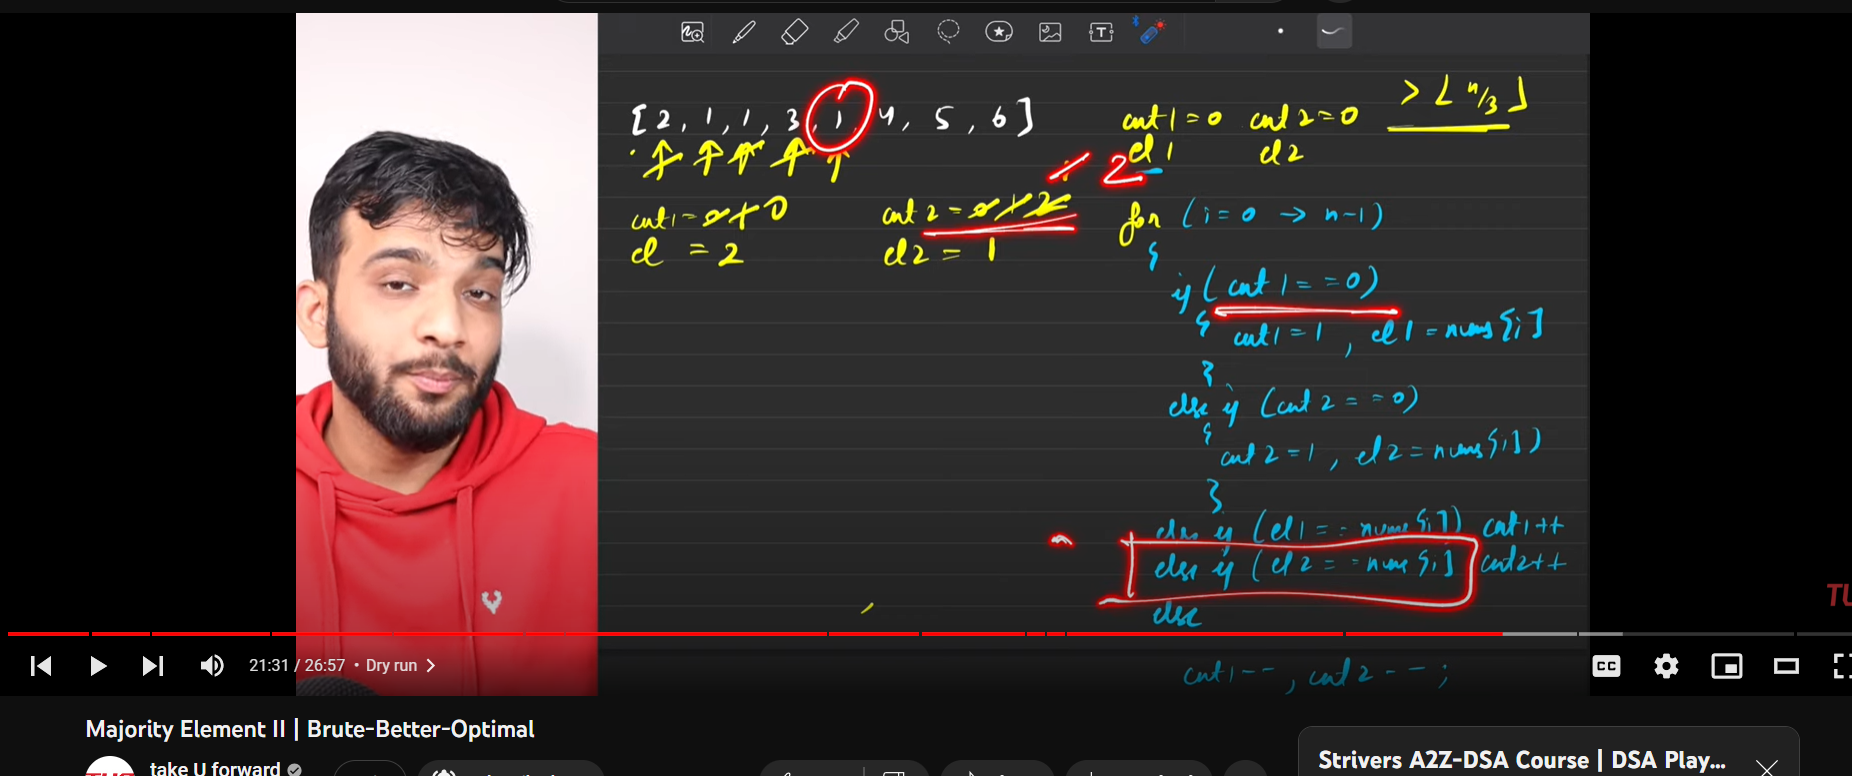 [2, 1, 1, 3, 1, 4, 5, 6]
cnt1=0 cnt2=0
> ⌊n/3⌋
el1 el2
2
cnt1=0 1 0
cnt2=0 1 2
el = 2
el2 = 1
for (i=0 → n-1)
{
if (cnt1==0)
{
cnt1=1, el1=nums[i]
}
else if (cnt2==0)
{
cnt2=1, el2=nums[i])
}
else if (el1==nums[i]) cnt1++
else if (el2==nums[i] cnt2++
else
cnt1--, cnt2--;
21:31 / 26:57 • Dry run
CC
Majority Element II | Brute-Better-Optimal
take U forward
Strivers A2Z-DSA Course | DSA Play...